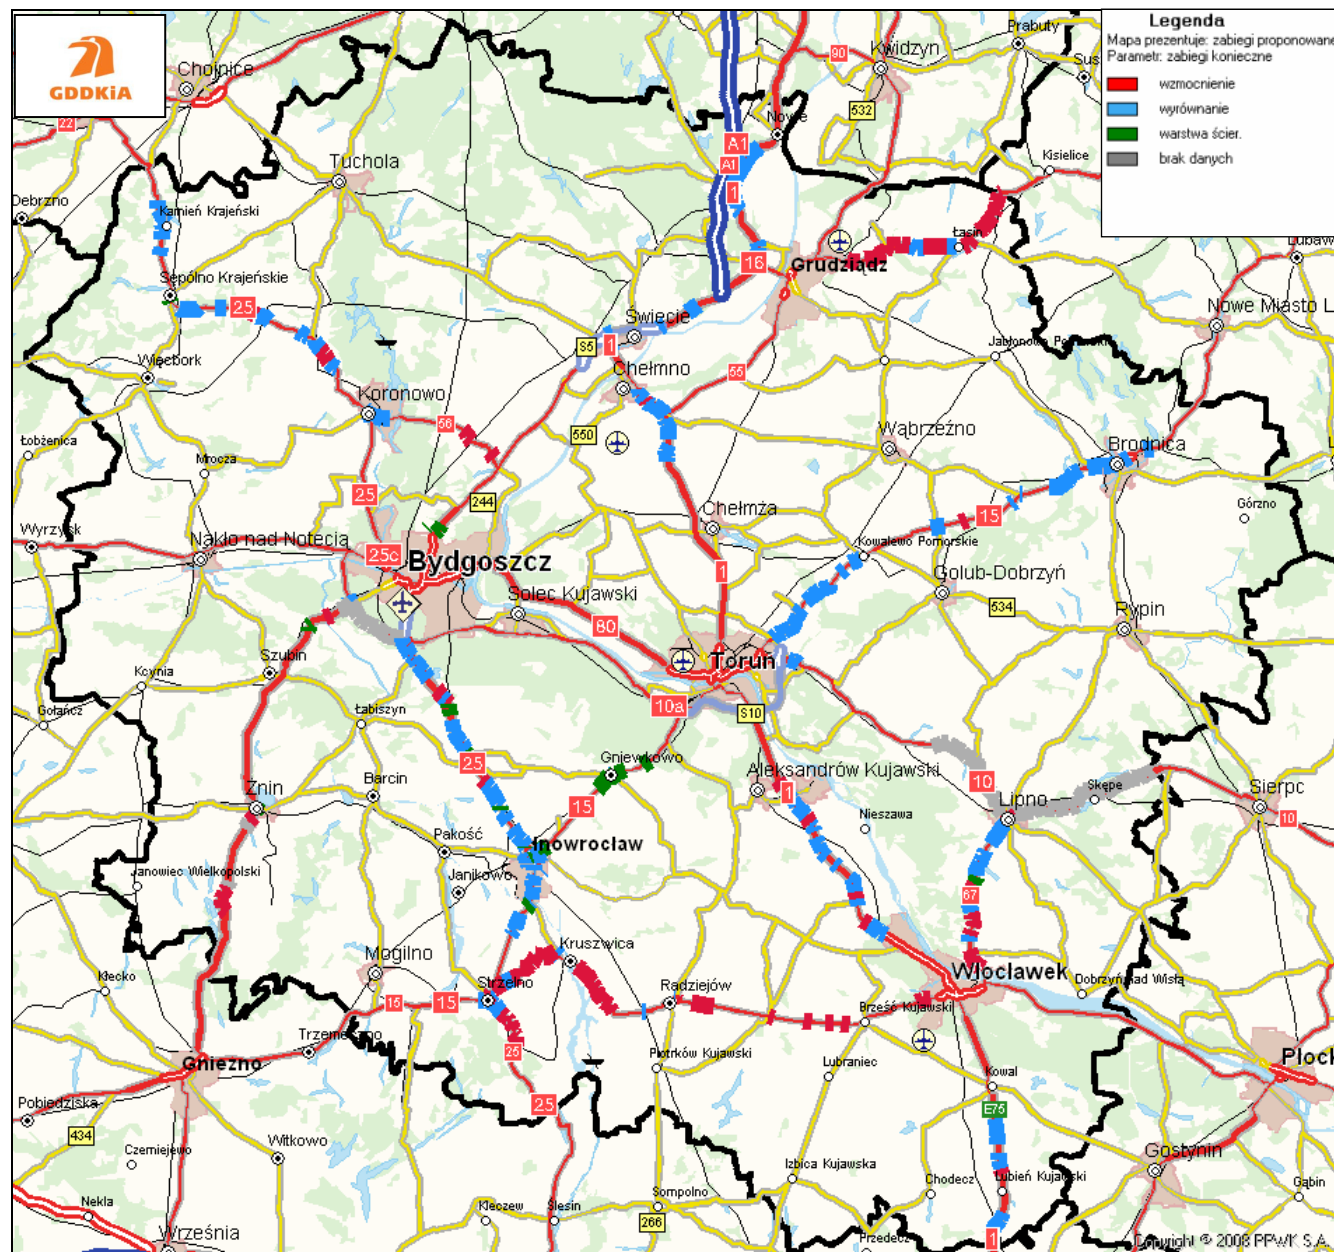 GDDKiA
Legenda
Mapa prezentuje: zabiegi proponowane
Parametr: zabiegi konieczne
wzmocnienie
wyrównanie
warstwa ścier.
brak danych
Chojnice
22
Tuchola
Debrzno
Kamień Krajeński
Sępólno Krajeńskie
25
Więcbork
Koronowo
56
Łobżenica
Mrocza
25
244
Wyrzysk
Nakło nad Notecią
25c
Bydgoszcz
Solec Kujawski
80
Kwidzyn
90
Prabuty
Sus
532
Nowe
A1
A1
1
Kisielice
Łasin
16
Grudziądz
Lubaw
Nowe Miasto L
Świecie
S5
1
Chełmno
55
Jabłonowo Pomorskie
550
Wąbrzeźno
Brodnica
Chełmża
15
Górzno
Kowalewo Pomorskie
1
Golub-Dobrzyń
534
Rypin
Toruń
10a
S10
Szubin
Kcynia
Gołańcz
Łabiszyn
25
Gniewkowo
Aleksandrów Kujawski
1
10
Skępe
Sierpc
10
Lipno
Nieszawa
Żnin
Barcin
15
Pakość
Inowrocław
Janowiec Wielkopolski
Janikowo
67
Mogilno
Kruszwica
Kłecko
Strzelno
15
15
Radziejów
Włocławek
Dobrzyń nad Wisłą
Brześć Kujawski
Trzemeszno
25
Gniezno
Piotrków Kujawski
Lubraniec
Płock
Kowal
E75
25
Pobiedziska
434
Czerniejewo
Witkowo
Izbica Kujawska
Chodecz
Lubień Kujawski
Gostynin
Gąbin
Nekla
Września
Kleczew
Ślesin
Sompolno
266
Przedecz
1
Copyright © 2008 PPWK S.A.